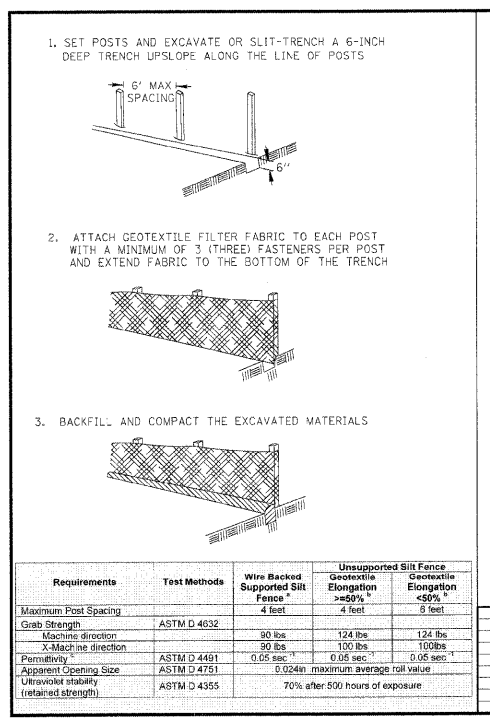 1. SET POSTS AND EXCAVATE OR SLIT-TRENCH A 6-INCH
DEEP TRENCH UPSLOPE ALONG THE LINE OF POSTS
6' MAX
SPACING
6"
2. ATTACH GEOTEXTILE FILTER FABRIC TO EACH POST
WITH A MINIMUM OF 3 (THREE) FASTENERS PER POST
AND EXTEND FABRIC TO THE BOTTOM OF THE TRENCH
3. BACKFILL AND COMPACT THE EXCAVATED MATERIALS
Requirements Test Methods Wire Backed Supported Silt Fence a Unsupported Silt Fence
Geotextile Elongation >=50% b Geotextile Elongation <50% b
Maximum Post Spacing 4 feet 4 feet 6 feet
Grab Strength ASTM D 4632
Machine direction 90 lbs 124 lbs 124 lbs
X-Machine direction 90 lbs 100 lbs 100lbs
Permittivity c ASTM D 4491 0.05 sec -1 0.05 sec -1 0.05 sec -1
Apparent Opening Size ASTM D 4751 0.024in maximum average roll value
Ultraviolet stability
(retained strength) ASTM D 4355 70% after 500 hours of exposure